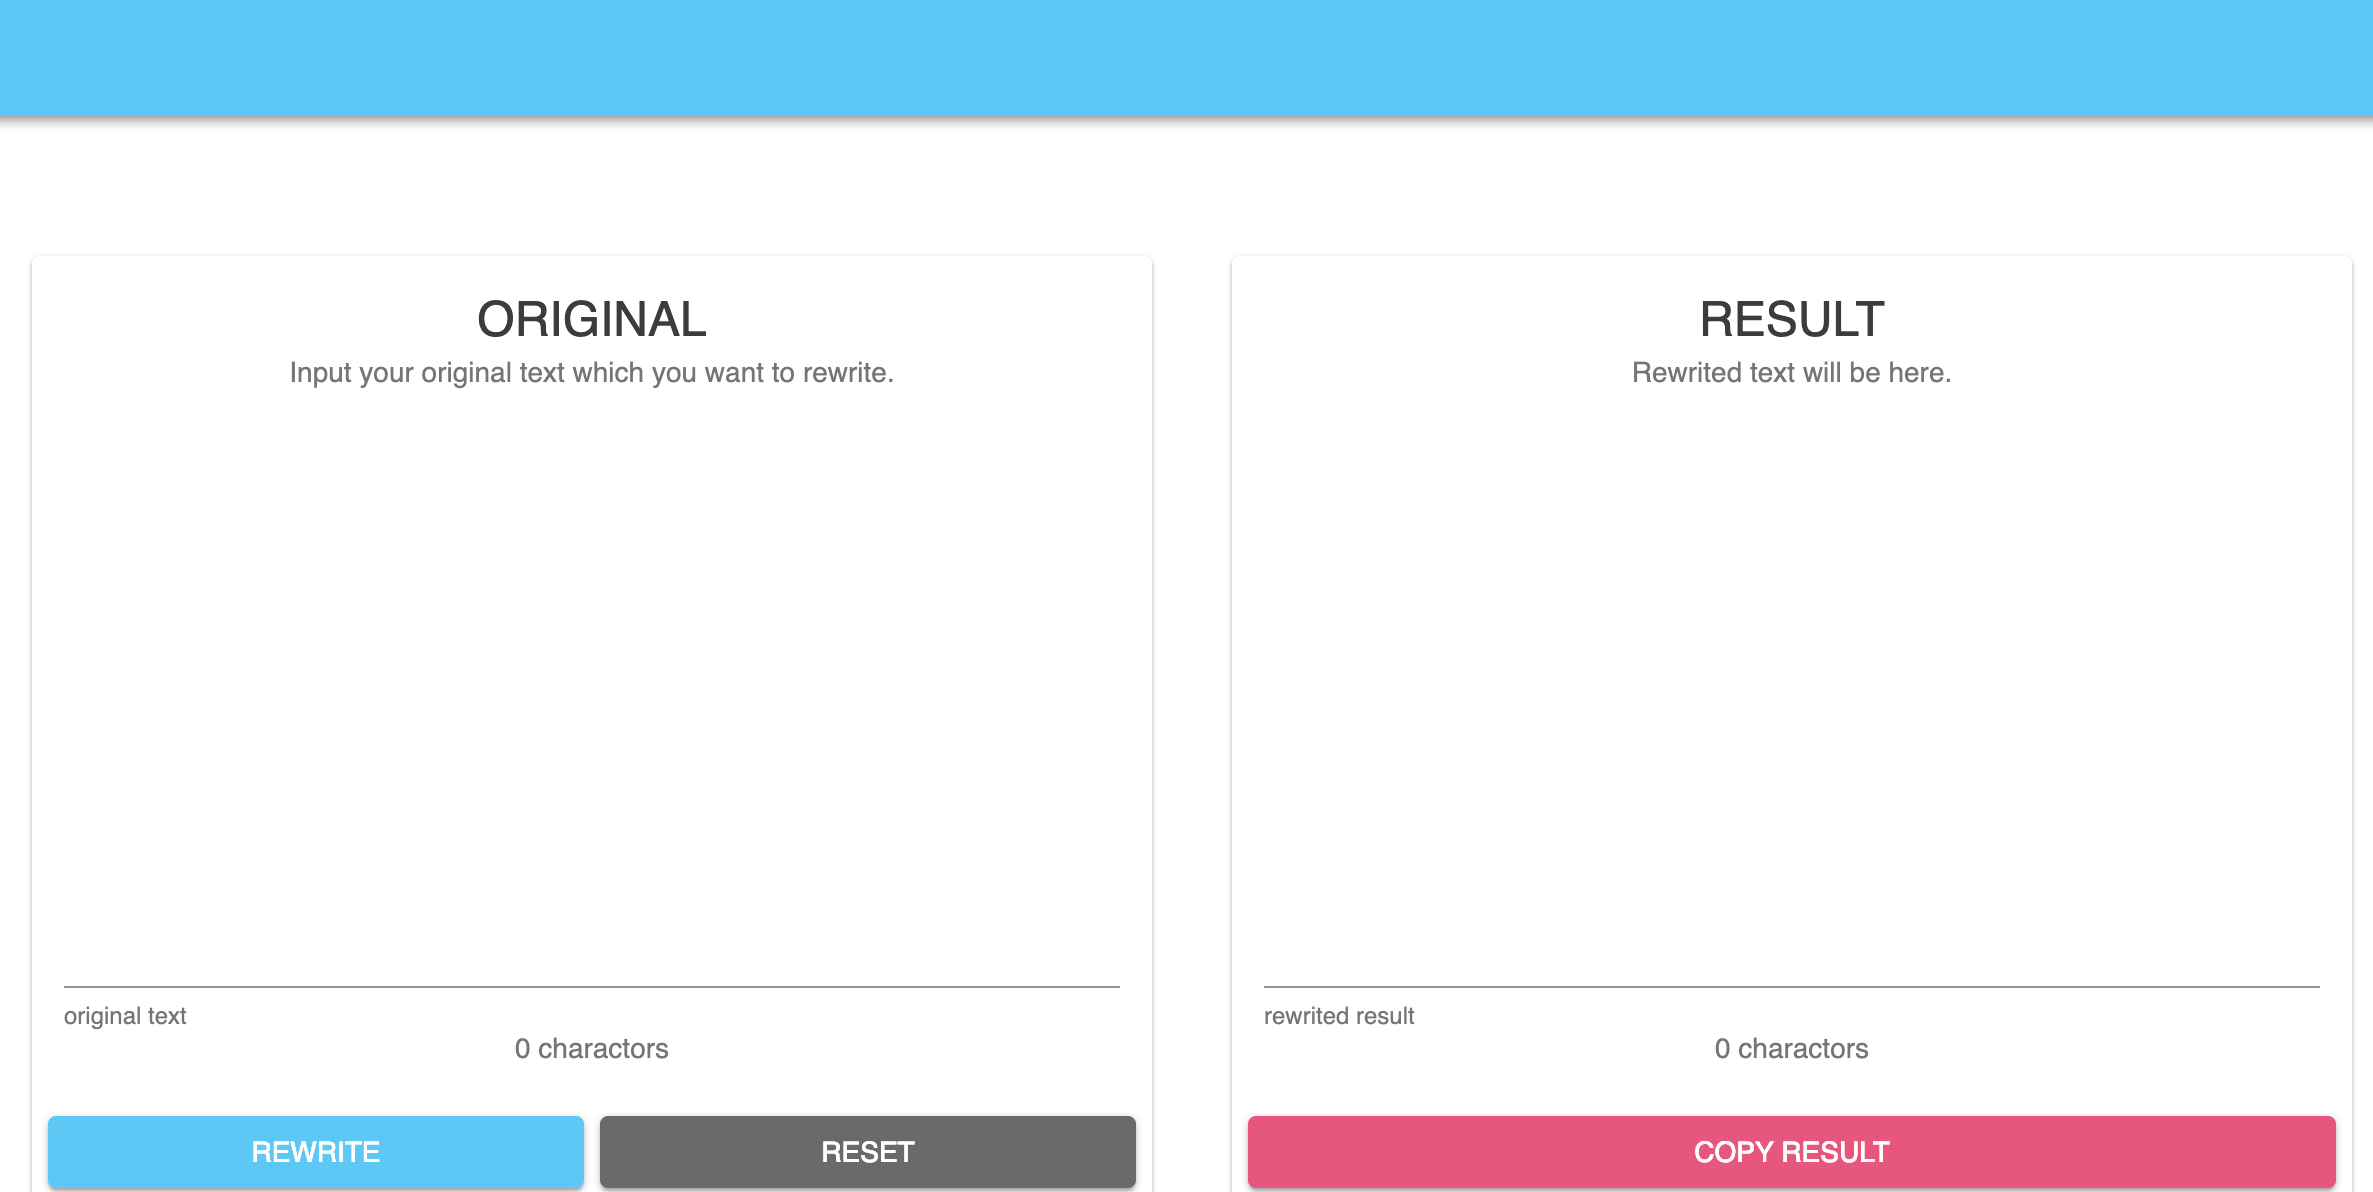 ORIGINAL
Input your original text which you want to rewrite.
original text
0 charactors
REWRITE
RESET
RESULT
Rewrited text will be here.
rewrited result
0 charactors
COPY RESULT